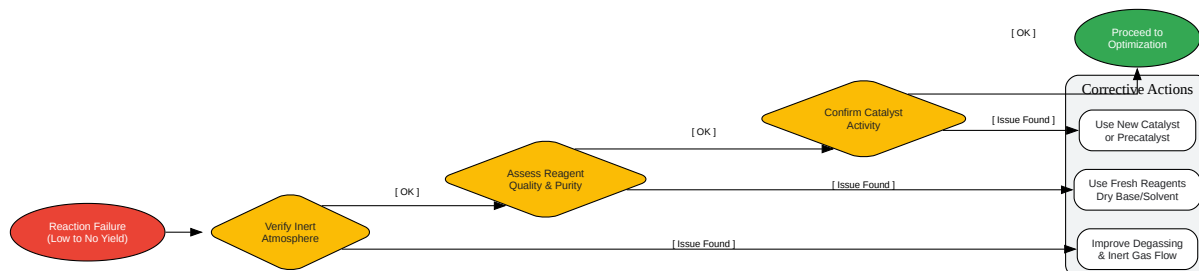 [ OK ]
Proceed to
Optimization
Corrective Actions
Confirm Catalyst
Activity
[ Issue Found ]
Use New Catalyst
or Precatalyst
[ OK ]
Assess Reagent
Quality & Purity
[ Issue Found ]
Use Fresh Reagents
Dry Base/Solvent
[ OK ]
Reaction Failure
(Low to No Yield)
Verify Inert
Atmosphere
[ Issue Found ]
Improve Degassing
& Inert Gas Flow